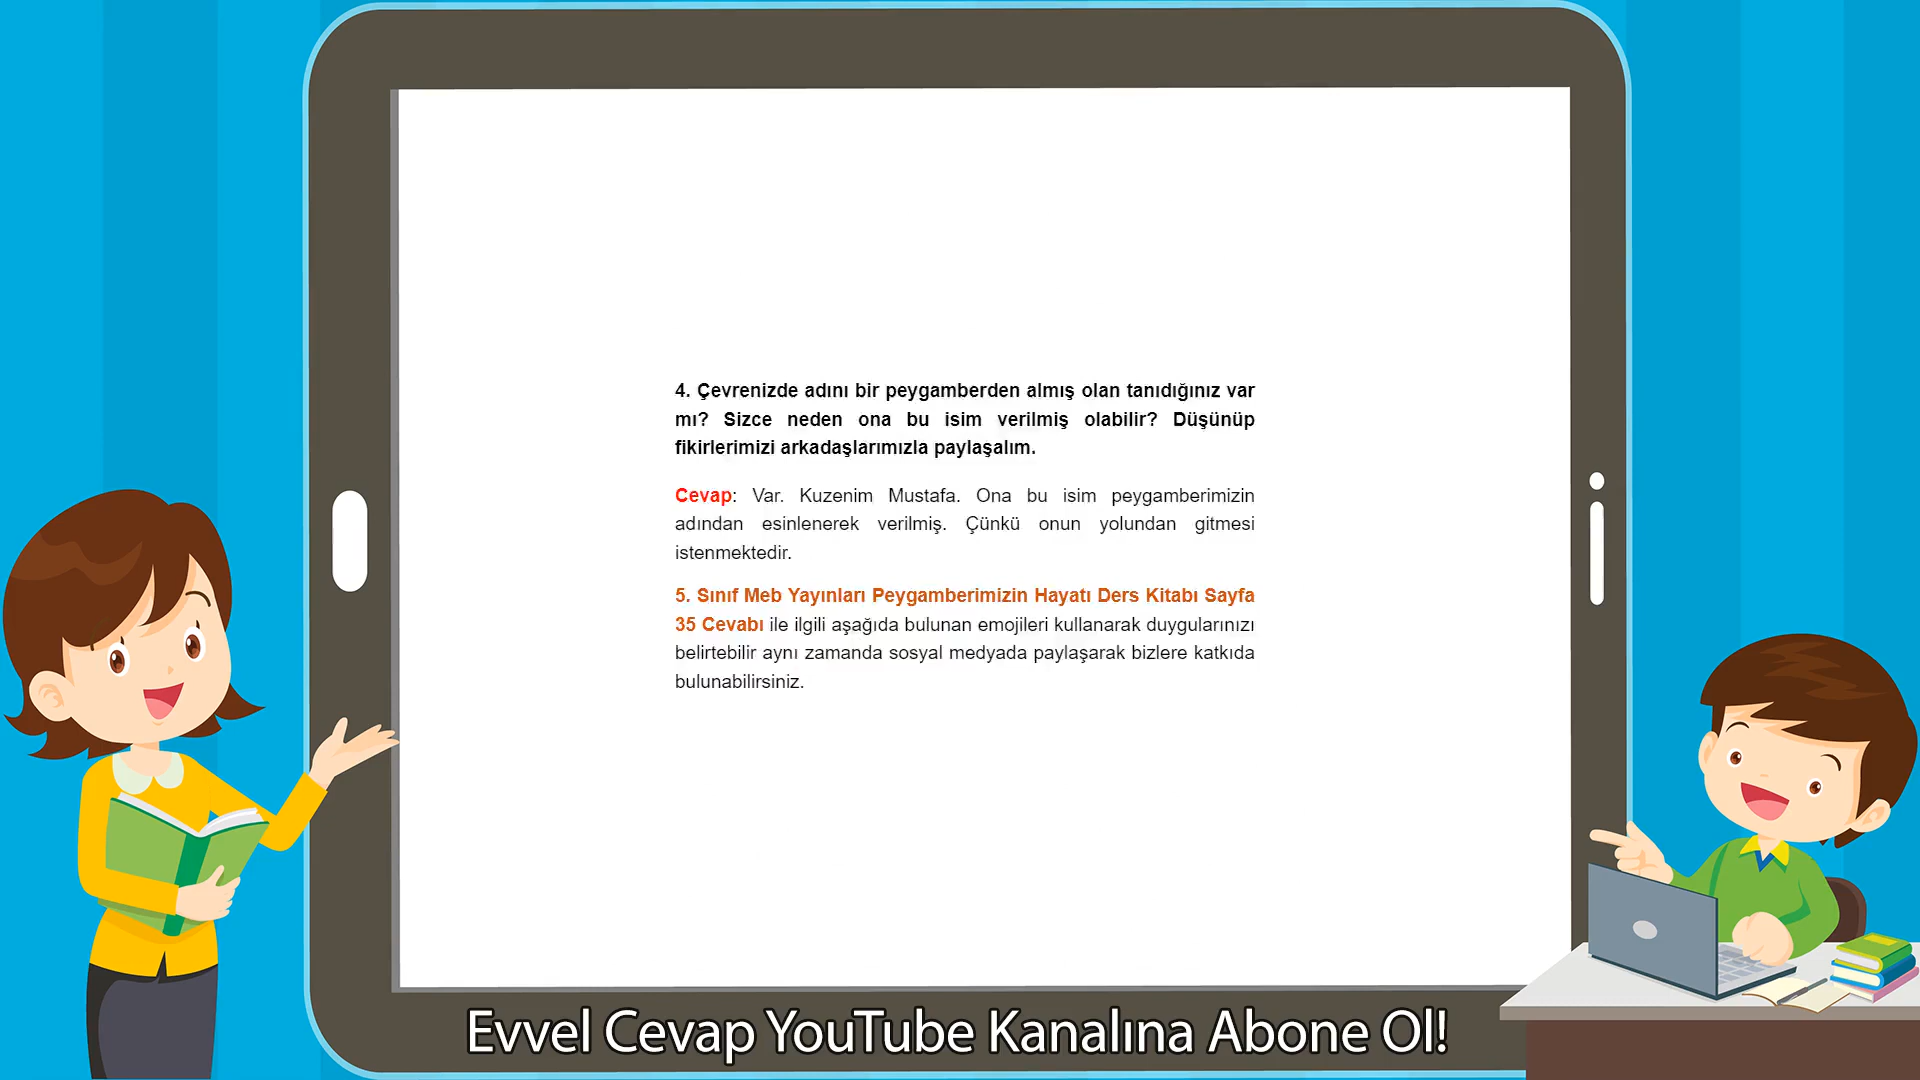 4. Çevrenizde adını bir peygamberden almış olan tanıdığınız var
mı? Sizce neden ona bu isim verilmiş olabilir? Düşünüp
fikirlerimizi arkadaşlarımızla paylaşalım.
Cevap: Var. Kuzenim Mustafa. Ona bu isim peygamberimizin
adından esinlenerek verilmiş. Çünkü onun yolundan gitmesi
istenmektedir.
5. Sınıf Meb Yayınları Peygamberimizin Hayatı Ders Kitabı Sayfa
35 Cevabı ile ilgili aşağıda bulunan emojileri kullanarak duygularınızı
belirtebilir aynı zamanda sosyal medyada paylaşarak bizlere katkıda
bulunabilirsiniz.
Evvel Cevap YouTube Kanalına Abone Ol!